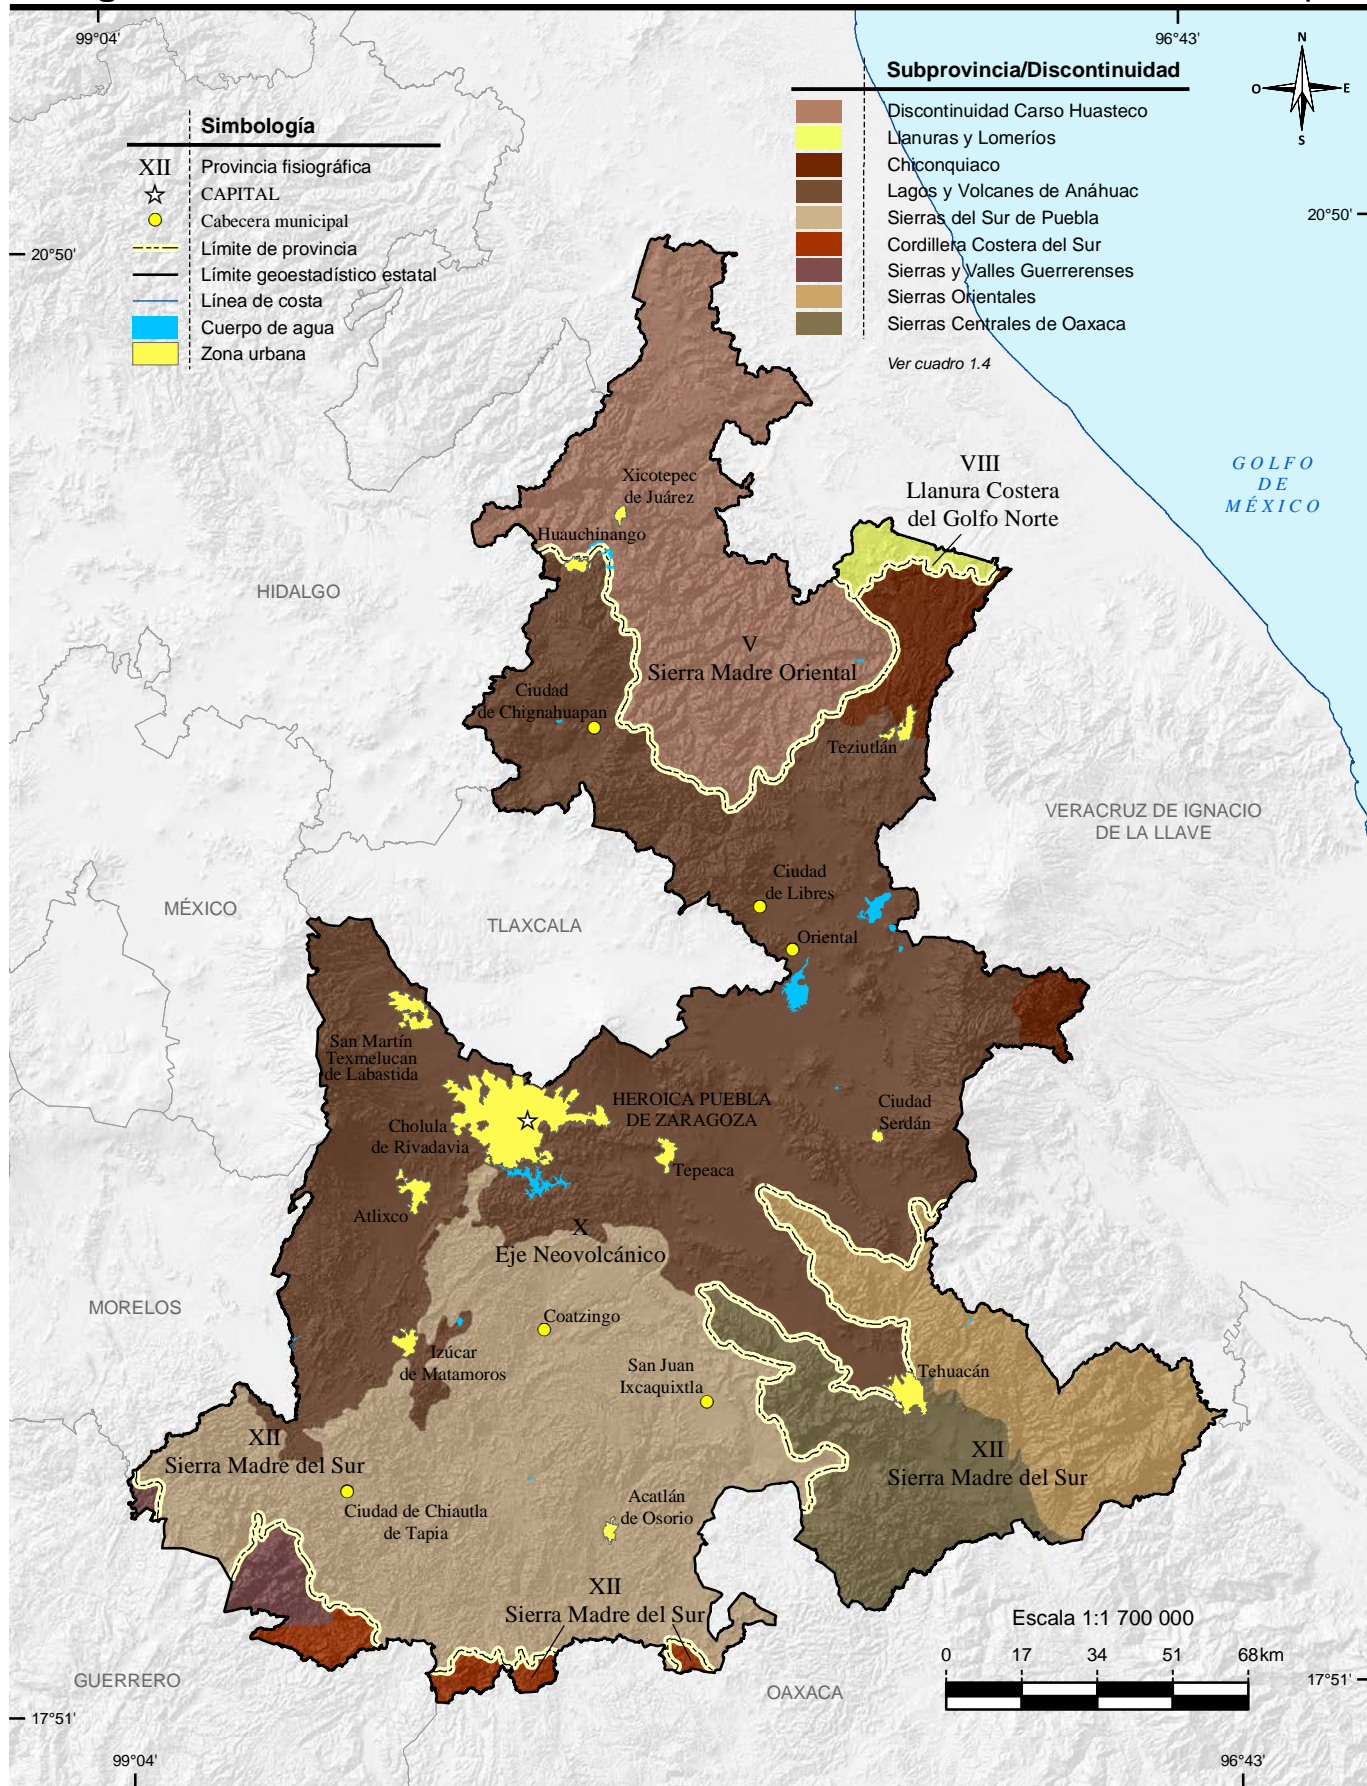 99°04'
96°43'
Simbología
XII Provincia fisiográfica
CAPITAL
Cabecera municipal
Límite de provincia
Límite geoestadístico estatal
Línea de costa
Cuerpo de agua
Zona urbana
Subprovincia/Discontinuidad
Discontinuidad Carso Huasteco
Llanuras y Lomeríos
Chiconquiaco
Lagos y Volcanes de Anáhuac
Sierras del Sur de Puebla
Cordillera Costera del Sur
Sierras y Valles Guerrerenses
Sierras Orientales
Sierras Centrales de Oaxaca
Ver cuadro 1.4
N
O
E
S
20°50'
20°50'
GOLFO
DE
MÉXICO
VIII
Llanura Costera
del Golfo Norte
Xicotepec
de Juárez
Huauchinango
HIDALGO
V
Sierra Madre Oriental
Ciudad
de Chignahuapan
Teziutlán
VERACRUZ DE IGNACIO
DE LA LLAVE
Ciudad
de Libres
MÉXICO
TLAXCALA
Oriental
San Martín
Texmelucan
de Labastida
HEROICA PUEBLA
DE ZARAGOZA
Ciudad
Serdán
Cholula
de Rivadavia
Tepeaca
Atlixco
X
Eje Neovolcánico
MORELOS
Coatzingo
Izúcar
de Matamoros
San Juan
Ixcaquixtla
Tehuacán
XII
Sierra Madre del Sur
XII
Sierra Madre del Sur
Ciudad de Chiautla
de Tapia
Acatlán
de Osorio
XII
Sierra Madre del Sur
Escala 1:1 700 000
0 17 34 51 68km
GUERRERO
OAXACA
17°51'
17°51'
99°04'
96°43'